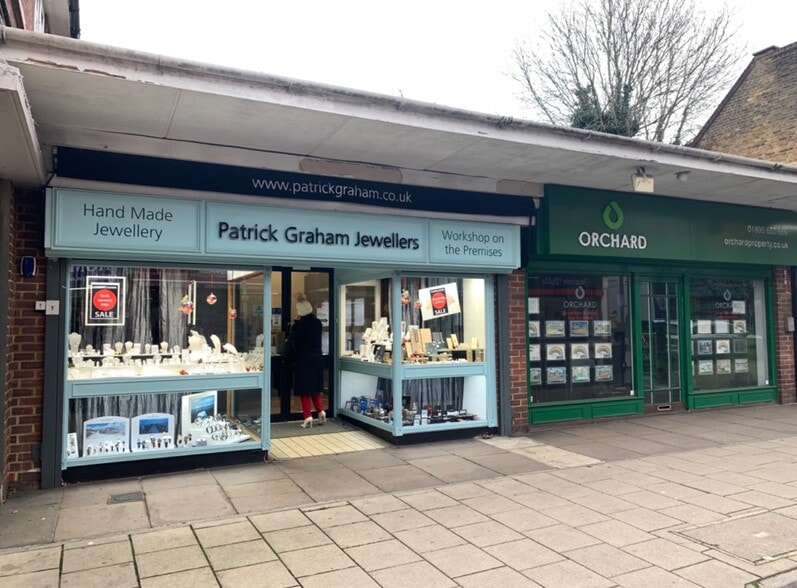 www.patrickgraham.co.uk
Hand Made
Jewellery
Patrick Graham Jewellers
Workshop on
the Premises
SALE
SALE
ORCHARD
orchardproperty.co.uk
ORCHARD